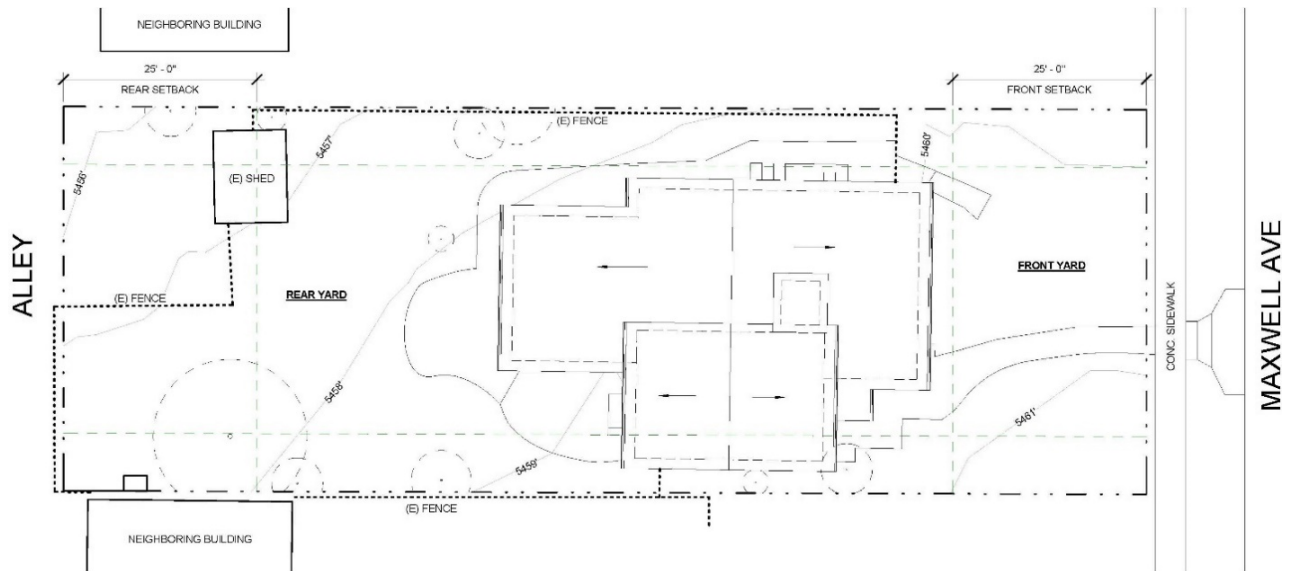 NEIGHBORING BUILDING
25' - 0"
REAR SETBACK
25' - 0"
FRONT SETBACK
(E) FENCE
5457'
5460'
(E) SHED
5456'
ALLEY
FRONT YARD
REAR YARD
(E) FENCE
CONC. SIDEWALK
MAXWELL AVE
5458'
5461'
5459'
(E) FENCE
NEIGHBORING BUILDING